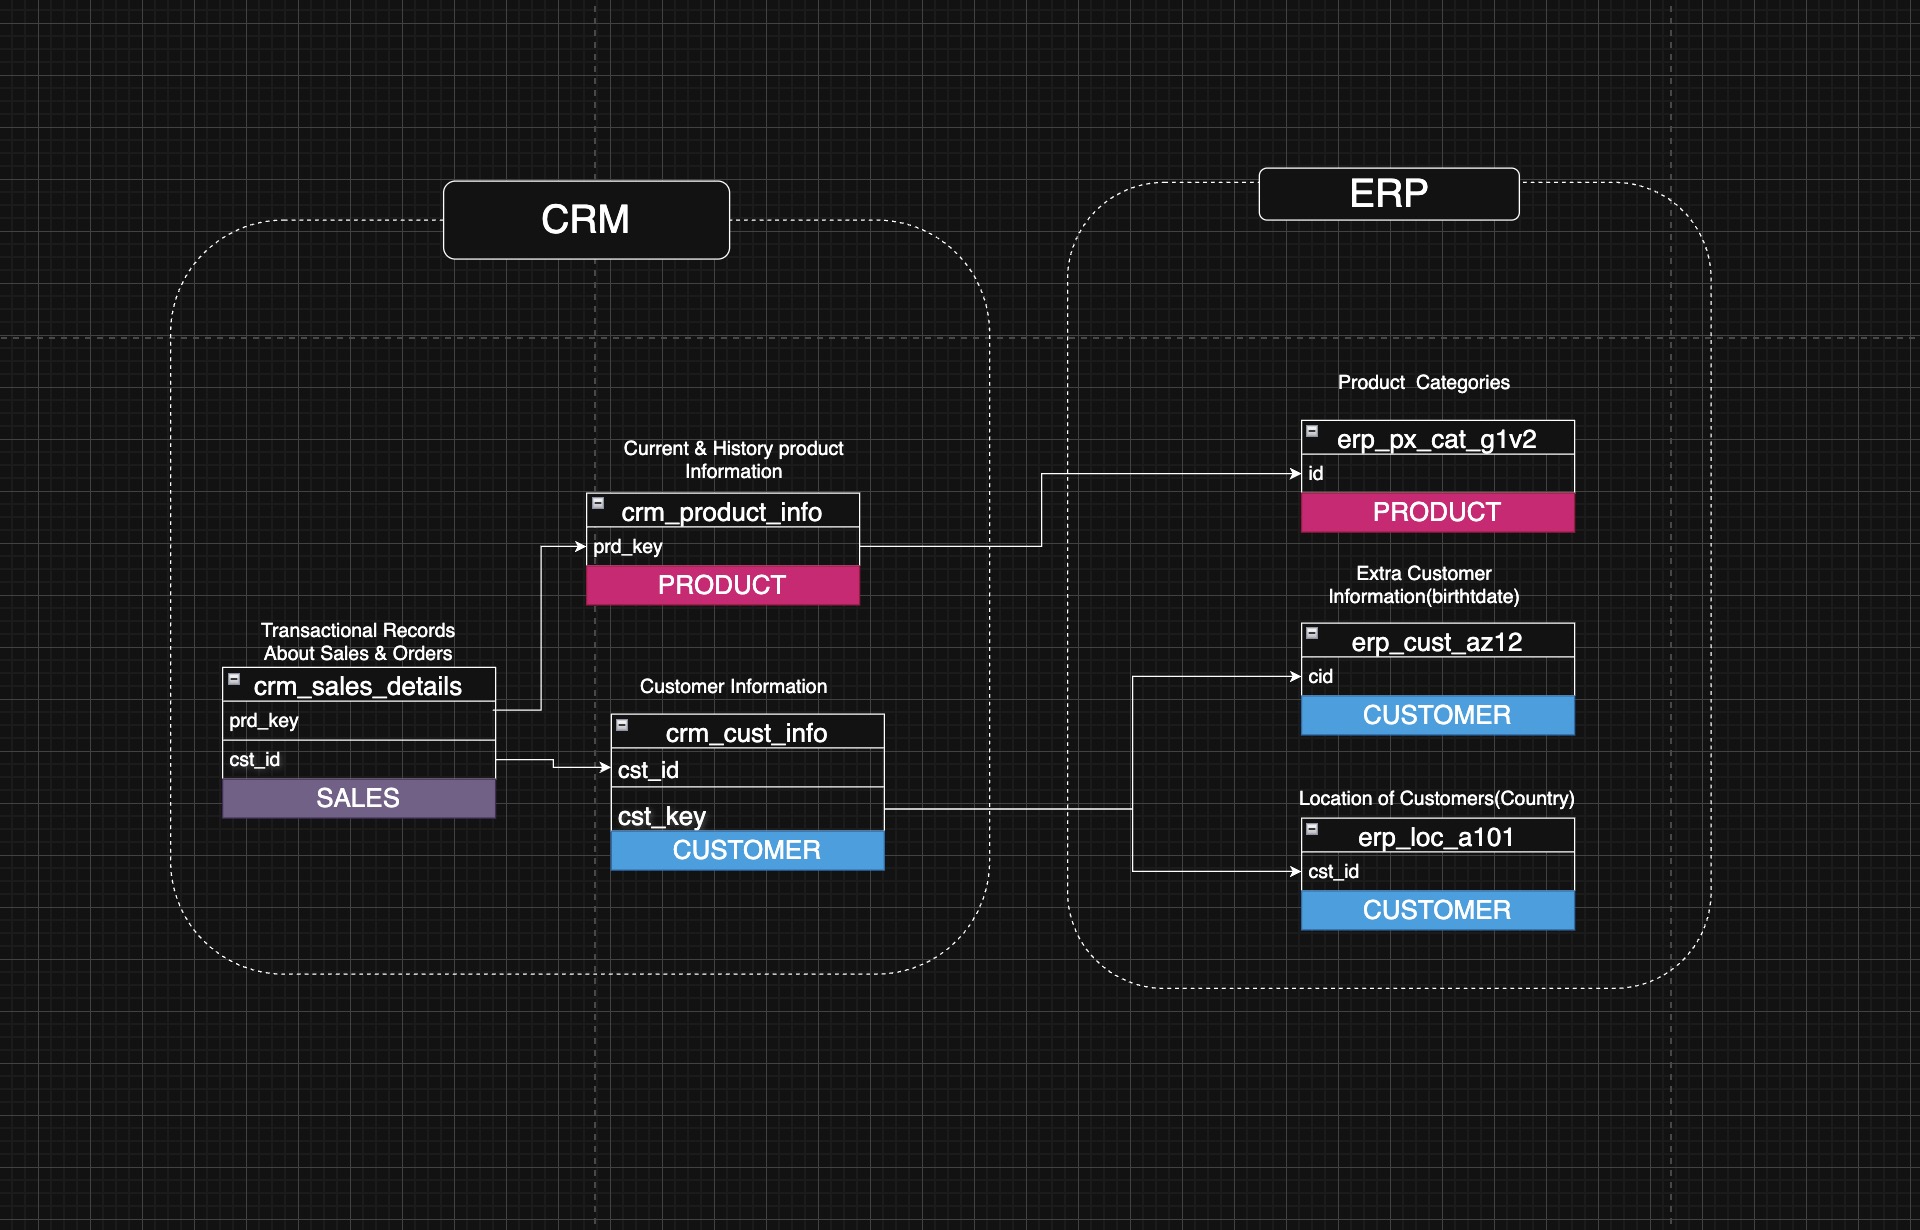 CRM
ERP
Product  Categories
erp_px_cat_g1v2
id
PRODUCT
Current & History product
Information
crm_product_info
prd_key
PRODUCT
Extra Customer
Information(birthtdate)
erp_cust_az12
cid
CUSTOMER
Transactional Records
About Sales & Orders
crm_sales_details
prd_key
cst_id
SALES
Customer Information
crm_cust_info
cst_id
cst_key
CUSTOMER
Location of Customers(Country)
erp_loc_a101
cst_id
CUSTOMER